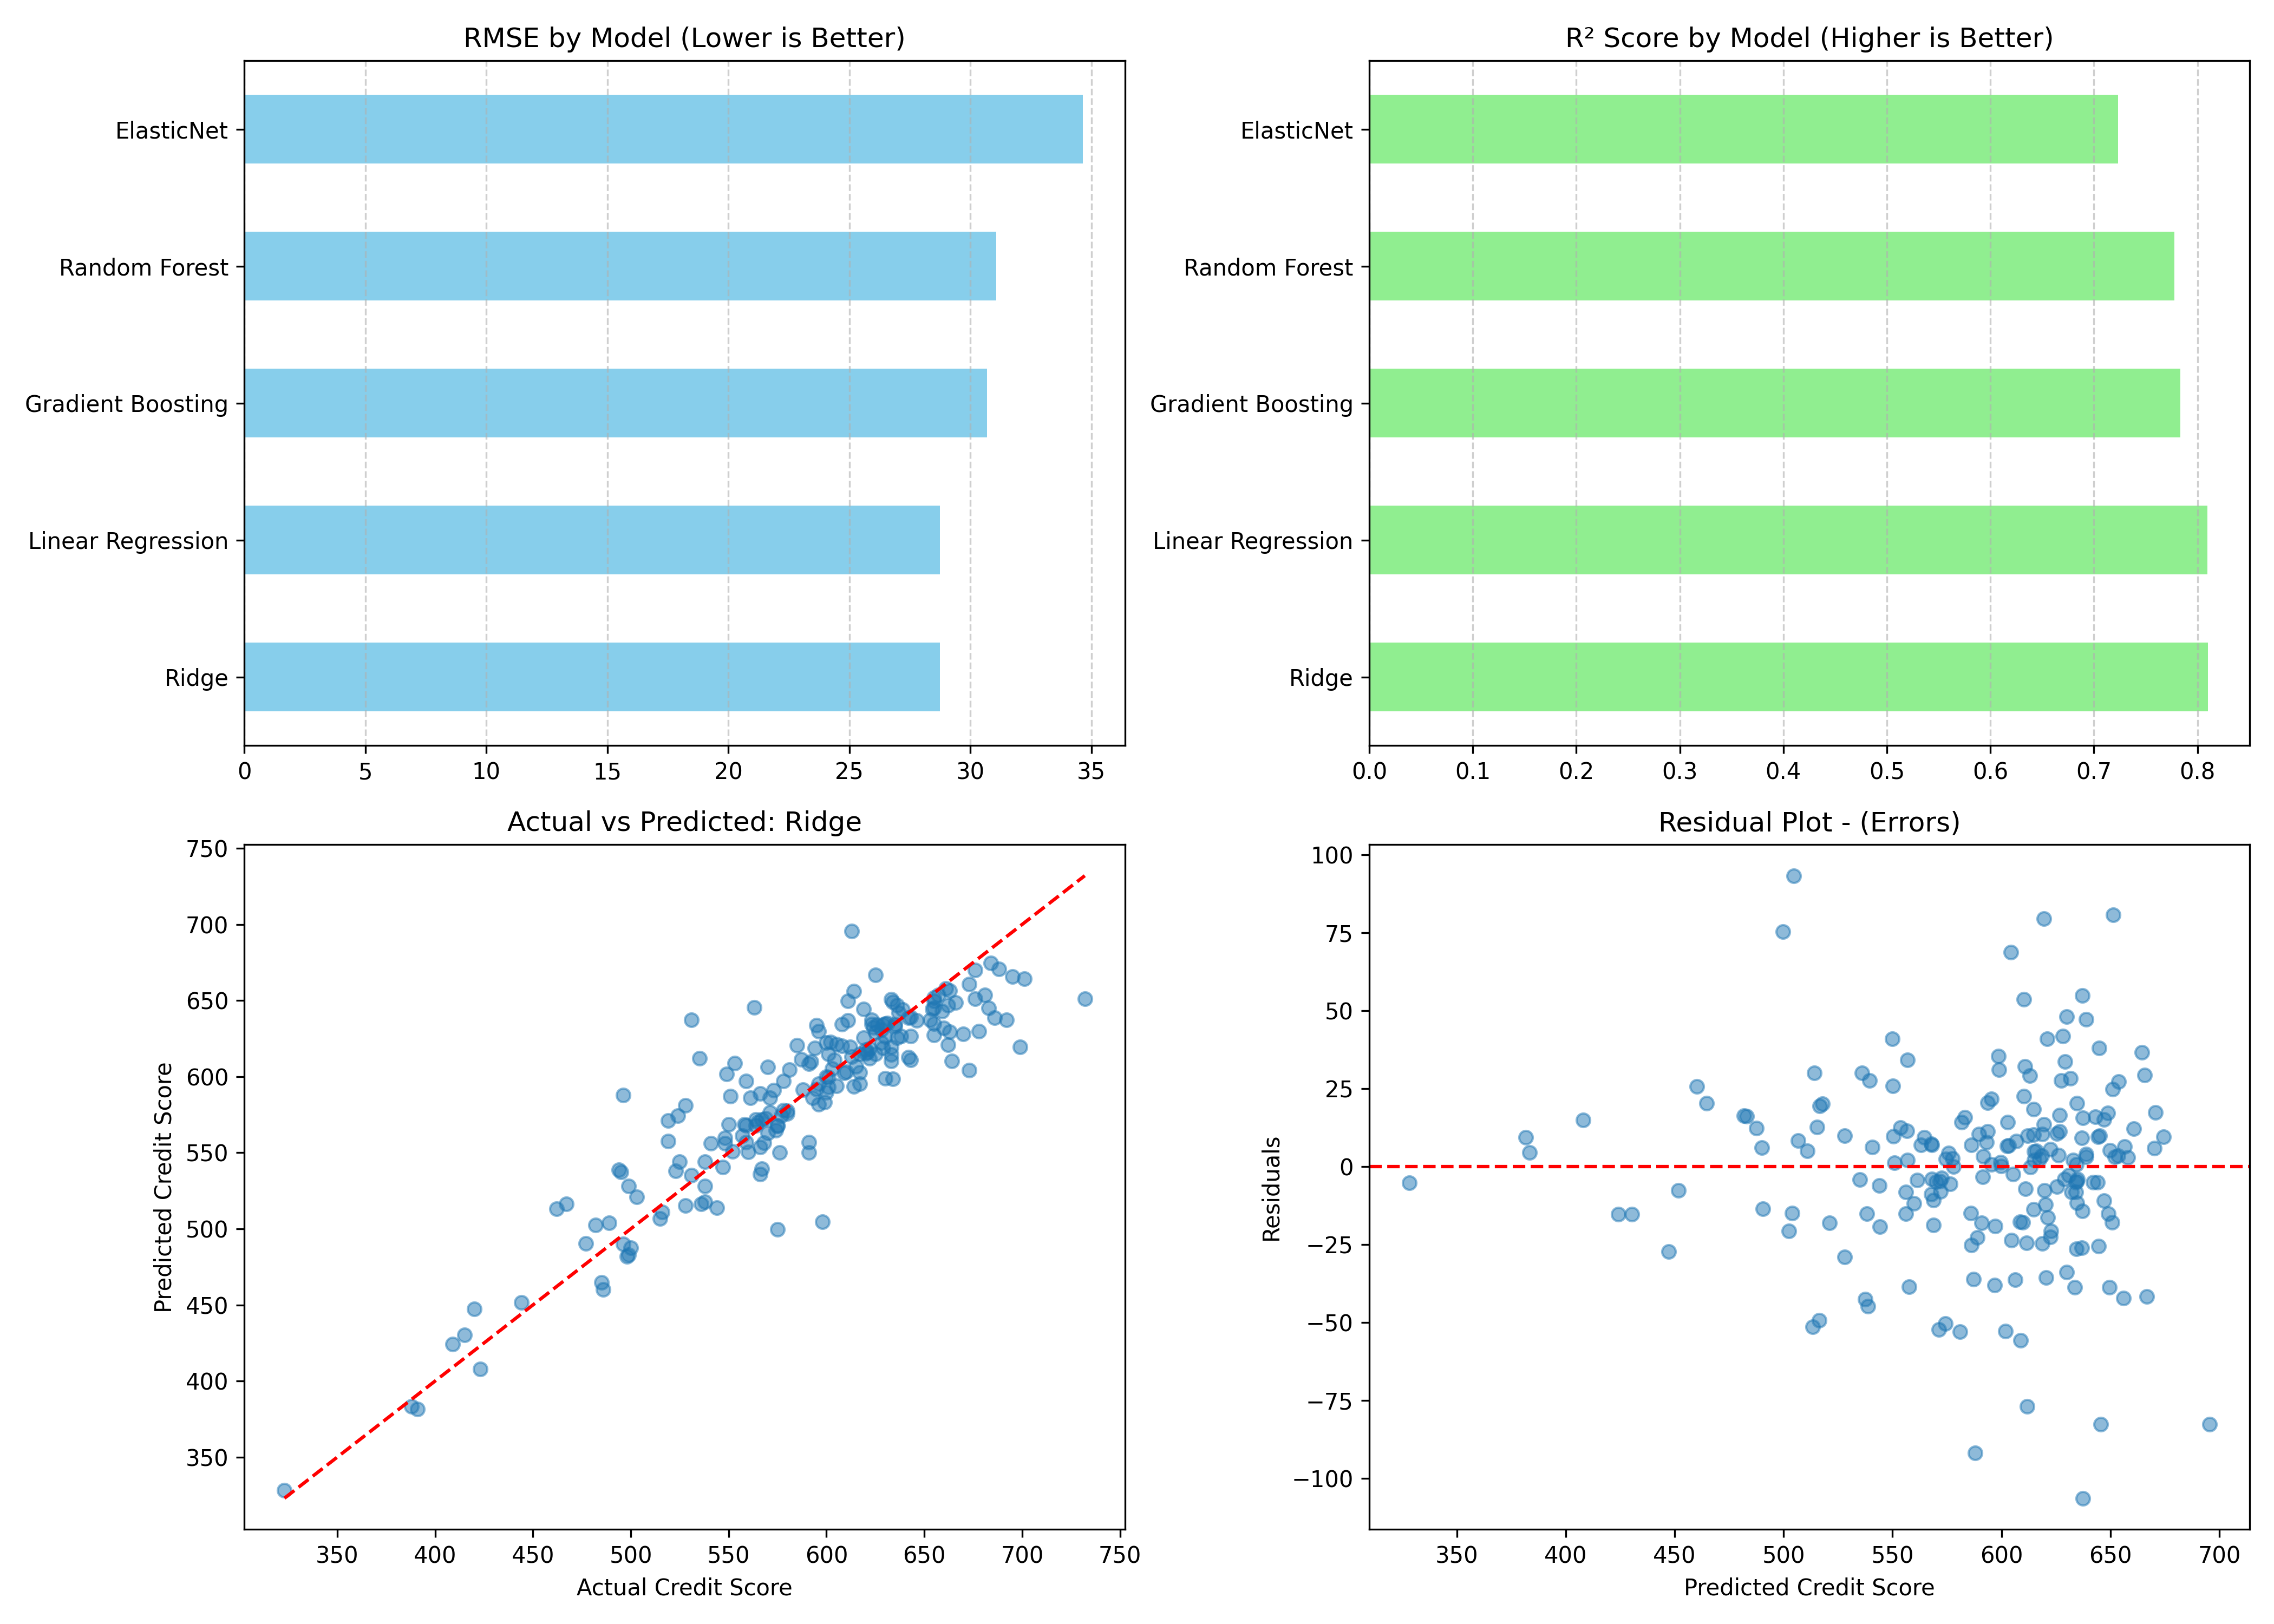 RMSE by Model (Lower is Better)
ElasticNet
Random Forest
Gradient Boosting
Linear Regression
Ridge
0 5 10 15 20 25 30 35
R² Score by Model (Higher is Better)
ElasticNet
Random Forest
Gradient Boosting
Linear Regression
Ridge
0.0 0.1 0.2 0.3 0.4 0.5 0.6 0.7 0.8
Actual vs Predicted: Ridge
Predicted Credit Score
750
700
650
600
550
500
450
400
350
350 400 450 500 550 600 650 700 750
Actual Credit Score
Residual Plot - (Errors)
Residuals
100
75
50
25
0
−25
−50
−75
−100
350 400 450 500 550 600 650 700
Predicted Credit Score